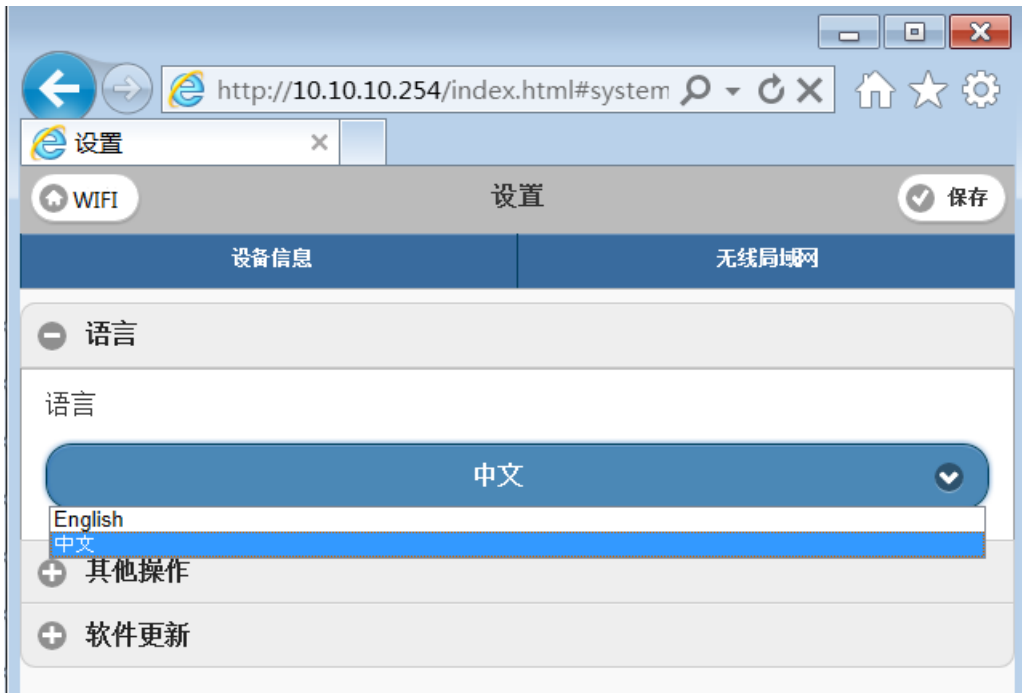 http://10.10.10.254/index.html#system
设置
WIFI
设置
保存
设备信息
无线局域网
语言
语言
中文
English
中文
其他操作
软件更新